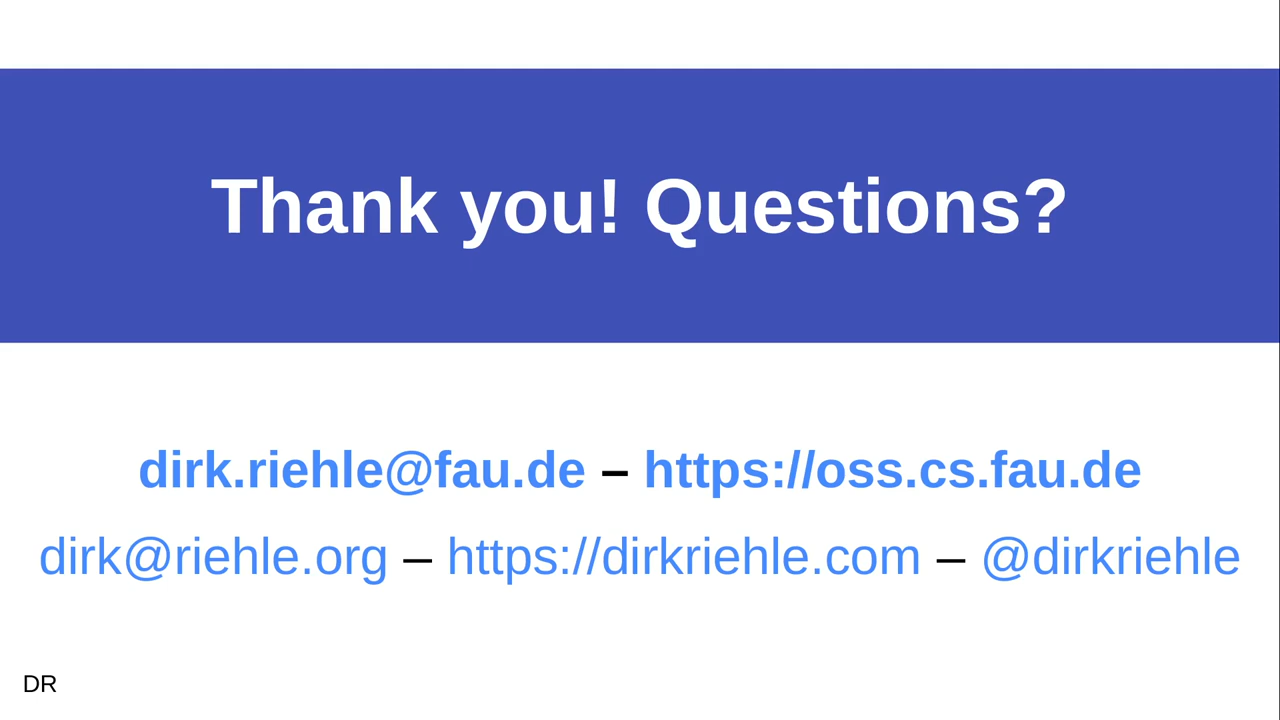 Thank you! Questions?
dirk.riehle@fau.de – https://oss.cs.fau.de
dirk@riehle.org – https://dirkriehle.com – @dirkriehle
DR